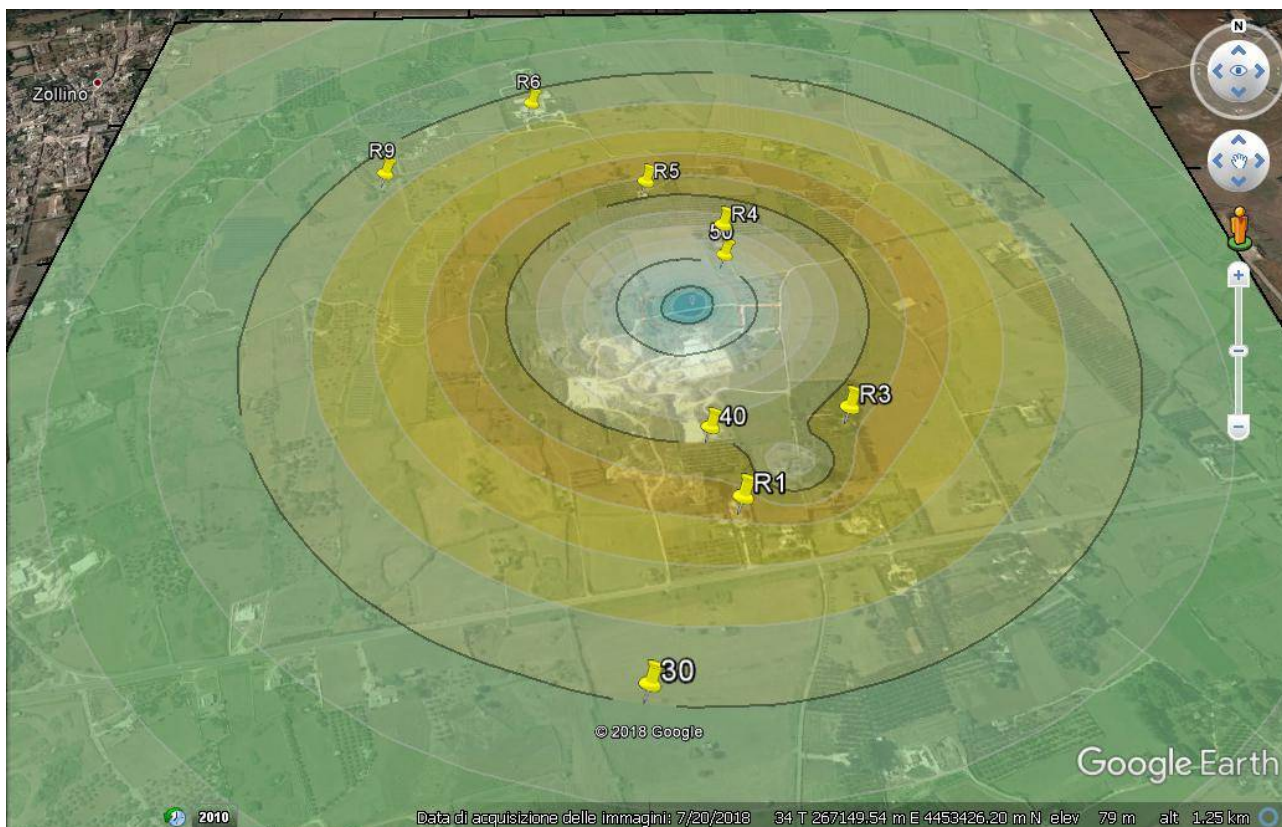 N
Zollino
R6
R9
R5
R4
50
R3
40
R1
30
© 2018 Google
Google Earth
2010
Data di acquisizione delle immagini: 7/20/2018 34 T 267149.54 m E 4453426.20 m N elev 79 m alt 1.25 km